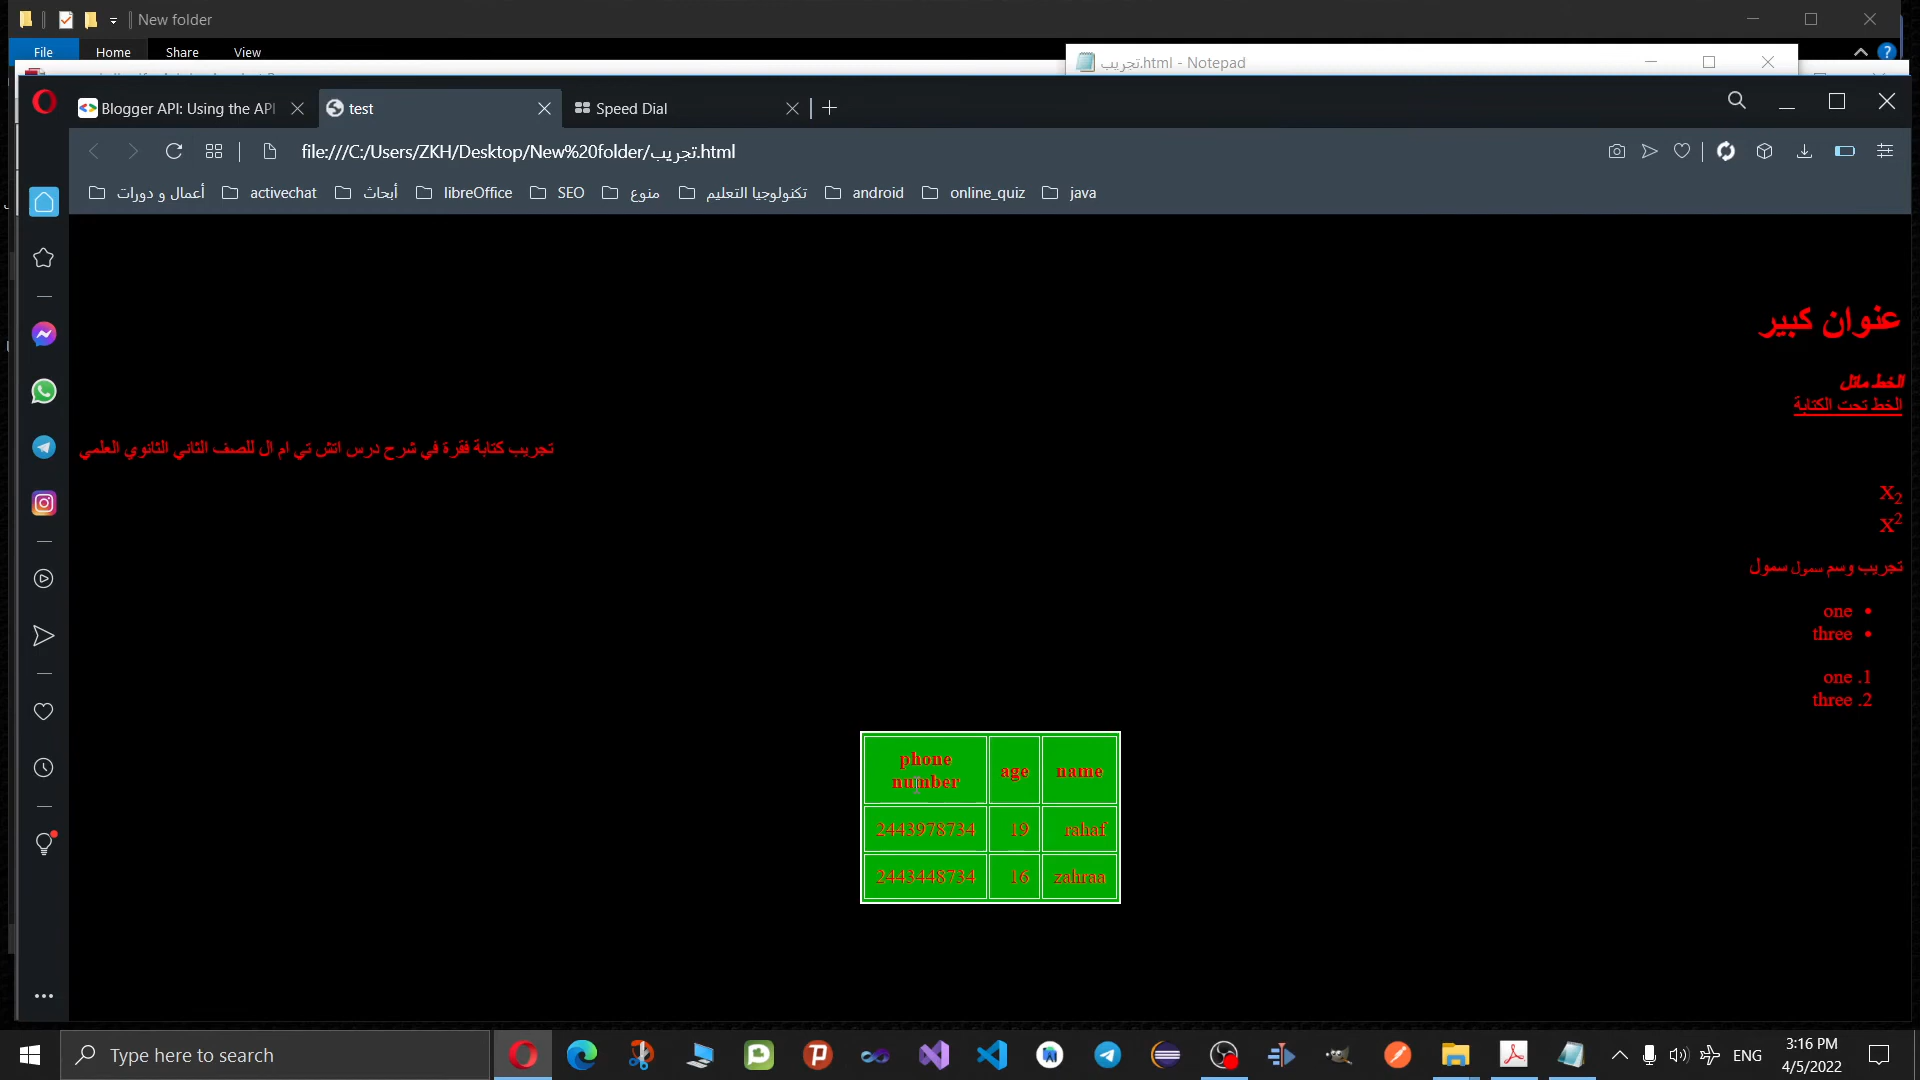 New folder
File Home Share View
تجريب.html - Notepad
Blogger API: Using the API
test
Speed Dial
file:///C:/Users/ZKH/Desktop/New%20folder/تجريب.html
أعمال و دورات
activechat
أبحاث
libreOffice
SEO
منوع
تكنولوجيا التعليم
android
online_quiz
java
عنوان كبير
الخط مائل
الخط تحت الكتابة
تجريب كتابة فقرة في شرح درس اتش تي ام ال للصف الثاني الثانوي العلمي
X2
X2
تجريب وسم سمول سمول
• one
• three
1. one
2. three
name age phone number
rahaf 19 2443978734
zahraa 16 2443448734
Type here to search
ENG
3:16 PM
4/5/2022